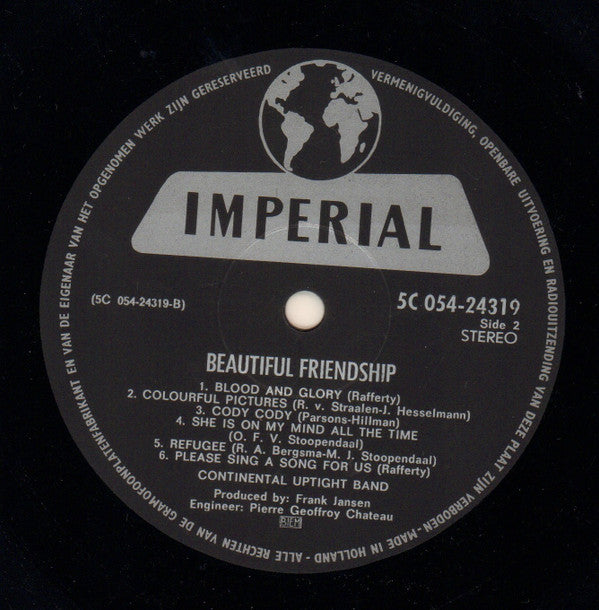 ALLE RECHTEN VAN DE GRAMOFOONPLATENFABRIKANT EN VAN DE EIGENAAR VAN HET OPGENOMEN WERK ZIJN GERESERVEERD
VERMENIGVULDIGING, OPENBARE UITVOERING EN RADIOUITZENDING VAN DEZE PLAAT ZIJN VERBODEN - MADE IN HOLLAND -
IMPERIAL
(5C 054-24319-B)
5C 054-24319
Side 2
STEREO
BEAUTIFUL FRIENDSHIP
1. BLOOD AND GLORY (Rafferty)
2. COLOURFUL PICTURES (R. v. Straalen-J. Hesselmann)
3. CODY CODY (Parsons-Hillman)
4. SHE IS ON MY MIND ALL THE TIME
(O. F. V. Stoopendaal)
5. REFUGEE (R. A. Bergsma-M. J. Stoopendaal)
6. PLEASE SING A SONG FOR US (Rafferty)
CONTINENTAL UPTIGHT BAND
Produced by: Frank Jansen
Engineer: Pierre Geoffroy Chateau
BIEM